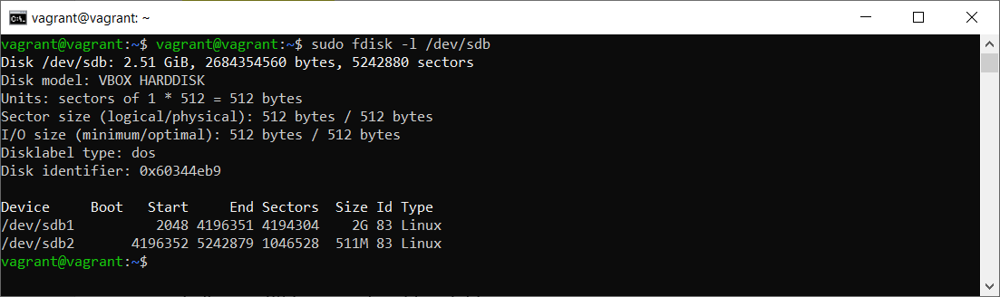 vagrant@vagrant: ~
vagrant@vagrant:~$ vagrant@vagrant:~$ sudo fdisk -l /dev/sdb
Disk /dev/sdb: 2.51 GiB, 2684354560 bytes, 5242880 sectors
Disk model: VBOX HARDDISK
Units: sectors of 1 * 512 = 512 bytes
Sector size (logical/physical): 512 bytes / 512 bytes
I/O size (minimum/optimal): 512 bytes / 512 bytes
Disklabel type: dos
Disk identifier: 0x60344eb9
Device     Boot   Start     End Sectors  Size Id Type
/dev/sdb1          2048 4196351 4194304    2G 83 Linux
/dev/sdb2       4196352 5242879 1046528  511M 83 Linux
vagrant@vagrant:~$